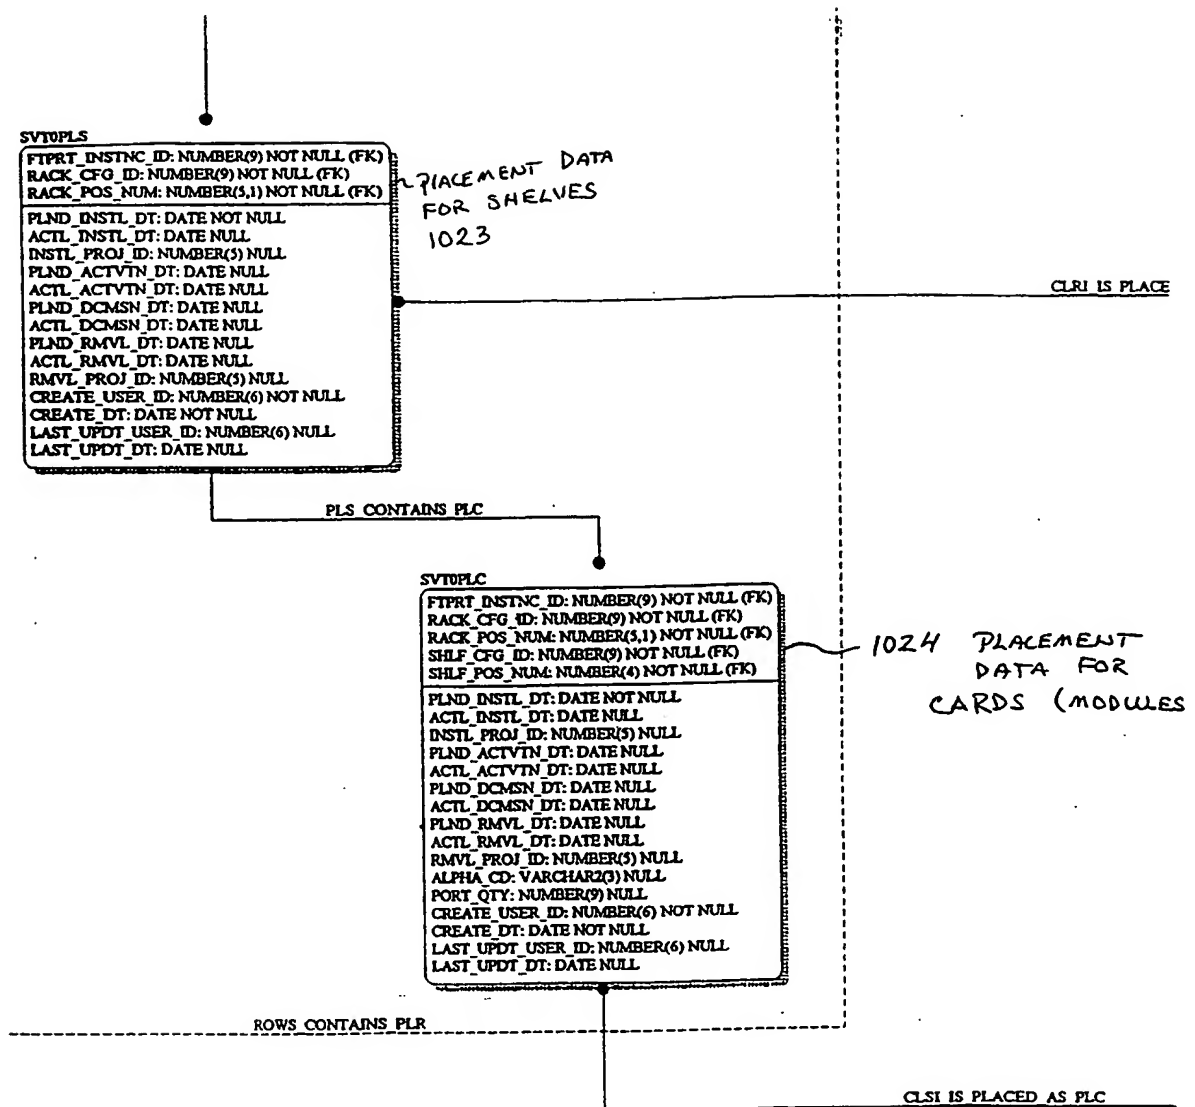 SVT0PLS
FTPRT_INSTNC_ID: NUMBER(9) NOT NULL (FK)
RACK_CFG_ID: NUMBER(9) NOT NULL (FK)
RACK_POS_NUM: NUMBER(5,1) NOT NULL (FK)
PLND_INSTL_DT: DATE NOT NULL
ACTL_INSTL_DT: DATE NULL
INSTL_PROJ_ID: NUMBER(5) NULL
PLND_ACTVTN_DT: DATE NULL
ACTL_ACTVTN_DT: DATE NULL
PLND_DCMSN_DT: DATE NULL
ACTL_DCMSN_DT: DATE NULL
PLND_RMVL_DT: DATE NULL
ACTL_RMVL_DT: DATE NULL
RMVL_PROJ_ID: NUMBER(5) NULL
CREATE_USER_ID: NUMBER(6) NOT NULL
CREATE_DT: DATE NOT NULL
LAST_UPDT_USER_ID: NUMBER(6) NULL
LAST_UPDT_DT: DATE NULL
PLACEMENT DATA
FOR SHELVES
1023
CLRI IS PLACE
PLS CONTAINS PLC
SVT0PLC
FTPRT_INSTNC_ID: NUMBER(9) NOT NULL (FK)
RACK_CFG_ID: NUMBER(9) NOT NULL (FK)
RACK_POS_NUM: NUMBER(5,1) NOT NULL (FK)
SHLF_CFG_ID: NUMBER(9) NOT NULL (FK)
SHLF_POS_NUM: NUMBER(4) NOT NULL (FK)
PLND_INSTL_DT: DATE NOT NULL
ACTL_INSTL_DT: DATE NULL
INSTL_PROJ_ID: NUMBER(5) NULL
PLND_ACTVTN_DT: DATE NULL
ACTL_ACTVTN_DT: DATE NULL
PLND_DCMSN_DT: DATE NULL
ACTL_DCMSN_DT: DATE NULL
PLND_RMVL_DT: DATE NULL
ACTL_RMVL_DT: DATE NULL
RMVL_PROJ_ID: NUMBER(5) NULL
ALPHA_CD: VARCHAR2(3) NULL
PORT_QTY: NUMBER(9) NULL
CREATE_USER_ID: NUMBER(6) NOT NULL
CREATE_DT: DATE NOT NULL
LAST_UPDT_USER_ID: NUMBER(6) NULL
LAST_UPDT_DT: DATE NULL
1024 PLACEMENT
DATA FOR
CARDS (MODULES
ROWS CONTAINS PLR
CLSI IS PLACED AS PLC